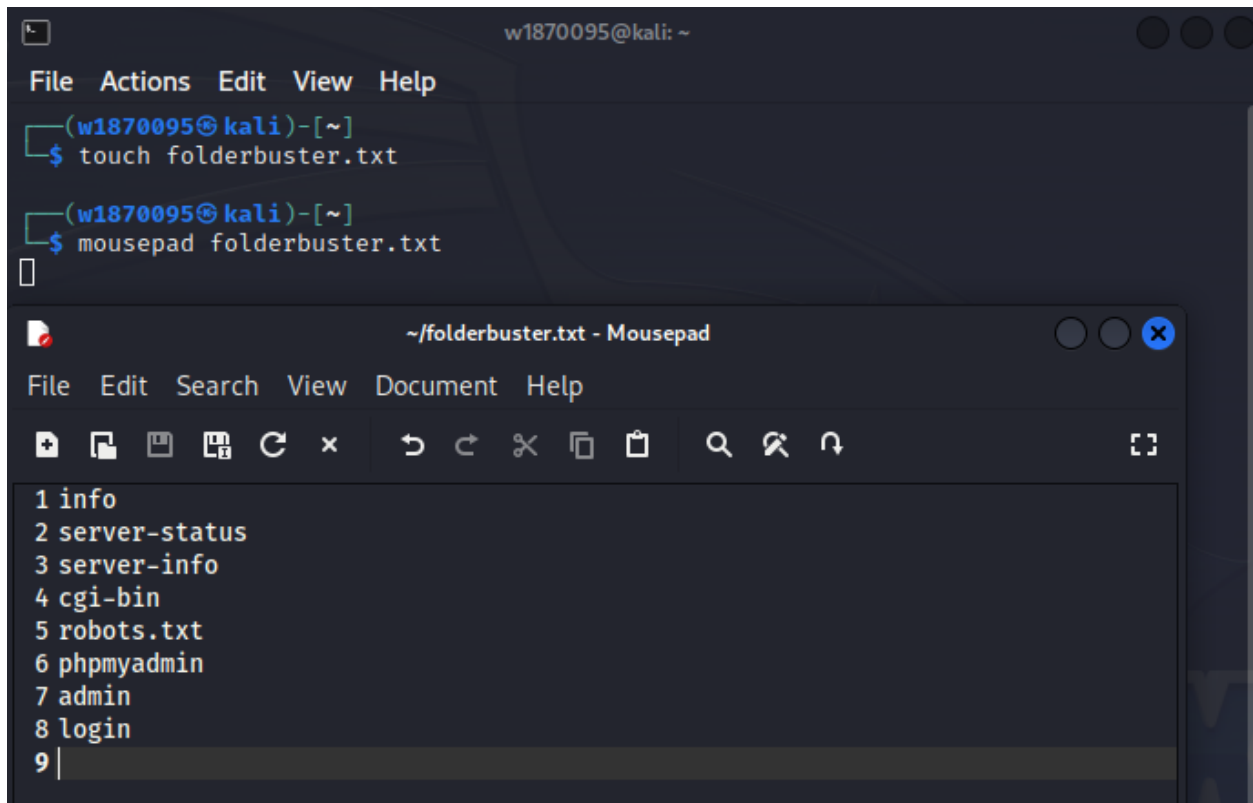 w1870095@kali: ~
File Actions Edit View Help
┌──(w1870095㉿kali)-[~]
└─$ touch folderbuster.txt
┌──(w1870095㉿kali)-[~]
└─$ mousepad folderbuster.txt
~/folderbuster.txt - Mousepad
File Edit Search View Document Help
1 info
2 server-status
3 server-info
4 cgi-bin
5 robots.txt
6 phpmyadmin
7 admin
8 login
9